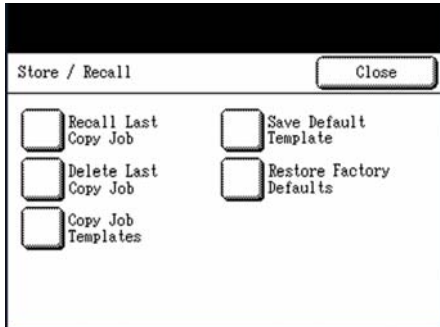 Store / Recall
Close
Recall Last
Copy Job
Save Default
Template
Delete Last
Copy Job
Restore Factory
Defaults
Copy Job
Templates